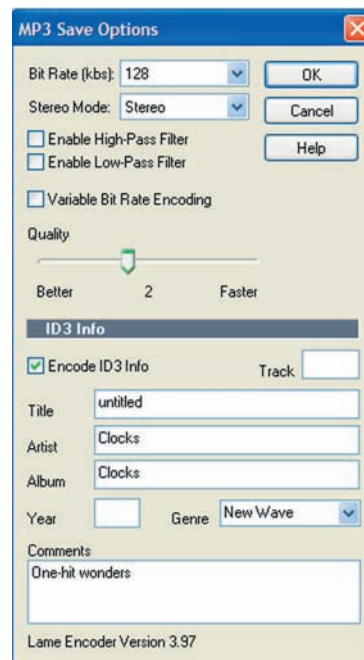 MP3 Save Options
Bit Rate (kbs): 128
OK
Stereo Mode: Stereo
Cancel
Enable High-Pass Filter
Help
Enable Low-Pass Filter
Variable Bit Rate Encoding
Quality
Better 2 Faster
ID3 Info
Encode ID3 Info
Track
Title untitled
Artist Clocks
Album Clocks
Year
Genre New Wave
Comments
One-hit wonders
Lame Encoder Version 3.97